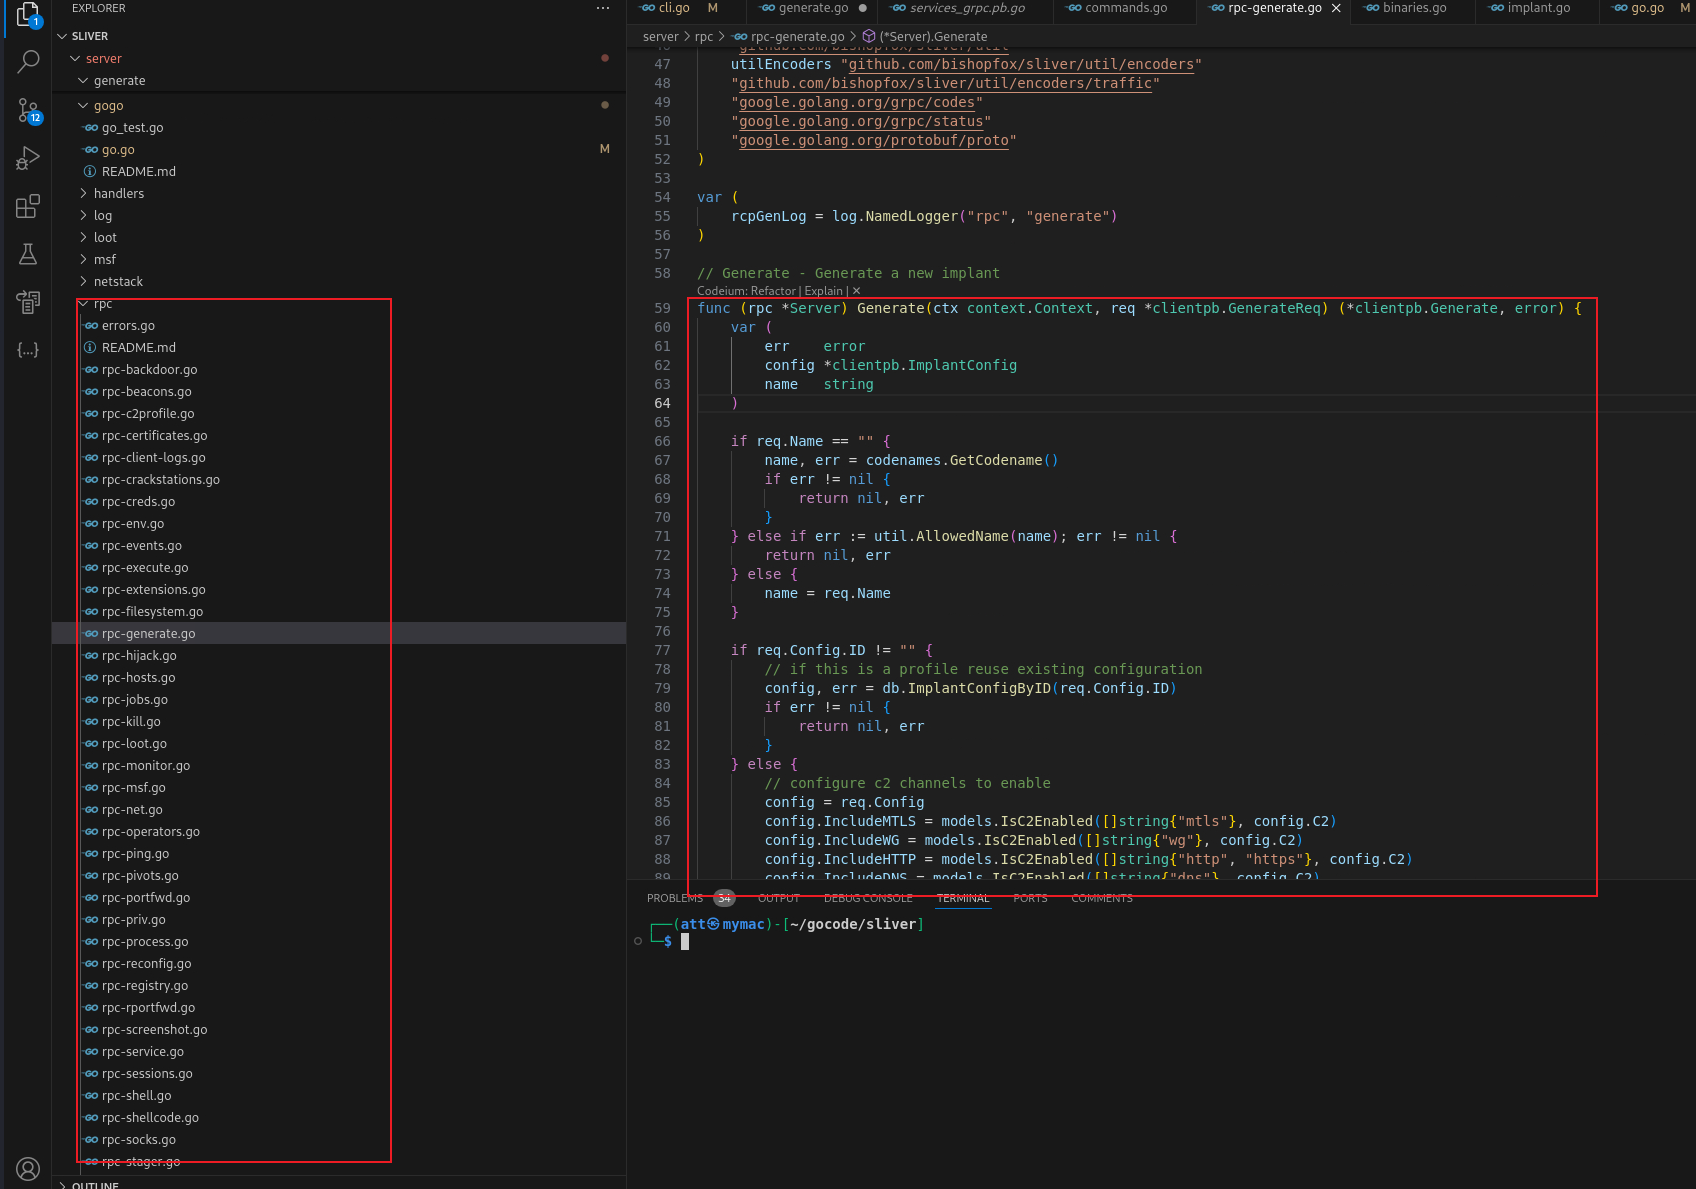 EXPLORER
SLIVER
server
generate
gogo
go_test.go
go.go M
README.md
handlers
log
loot
msf
netstack
rpc
errors.go
README.md
rpc-backdoor.go
rpc-beacons.go
rpc-c2profile.go
rpc-certificates.go
rpc-client-logs.go
rpc-crackstations.go
rpc-creds.go
rpc-env.go
rpc-events.go
rpc-execute.go
rpc-extensions.go
rpc-filesystem.go
rpc-generate.go
rpc-hijack.go
rpc-hosts.go
rpc-jobs.go
rpc-kill.go
rpc-loot.go
rpc-monitor.go
rpc-msf.go
rpc-net.go
rpc-operators.go
rpc-ping.go
rpc-pivots.go
rpc-portfwd.go
rpc-priv.go
rpc-process.go
rpc-reconfig.go
rpc-registry.go
rpc-rportfwd.go
rpc-screenshot.go
rpc-service.go
rpc-sessions.go
rpc-shell.go
rpc-shellcode.go
rpc-socks.go
rpc-stager.go
OUTLINE
1
12
cli.go M generate.go services_grpc.pb.go commands.go rpc-generate.go binaries.go implant.go go.go M
server > rpc > rpc-generate.go > (*Server).Generate
46 "github.com/bishopfox/sliver/util"
47 utilEncoders "github.com/bishopfox/sliver/util/encoders"
48 "github.com/bishopfox/sliver/util/encoders/traffic"
49 "google.golang.org/grpc/codes"
50 "google.golang.org/grpc/status"
51 "google.golang.org/protobuf/proto"
52 )
53
54 var (
55 rcpGenLog = log.NamedLogger("rpc", "generate")
56 )
57
58 // Generate - Generate a new implant
Codeium: Refactor | Explain | ✕
59 func (rpc *Server) Generate(ctx context.Context, req *clientpb.GenerateReq) (*clientpb.Generate, error) {
60 var (
61 err error
62 config *clientpb.ImplantConfig
63 name string
64 )
65
66 if req.Name == "" {
67 name, err = codenames.GetCodename()
68 if err != nil {
69 return nil, err
70 }
71 } else if err := util.AllowedName(name); err != nil {
72 return nil, err
73 } else {
74 name = req.Name
75 }
76
77 if req.Config.ID != "" {
78 // if this is a profile reuse existing configuration
79 config, err = db.ImplantConfigByID(req.Config.ID)
80 if err != nil {
81 return nil, err
82 }
83 } else {
84 // configure c2 channels to enable
85 config = req.Config
86 config.IncludeMTLS = models.IsC2Enabled([]string{"mtls"}, config.C2)
87 config.IncludeWG = models.IsC2Enabled([]string{"wg"}, config.C2)
88 config.IncludeHTTP = models.IsC2Enabled([]string{"http", "https"}, config.C2)
89 config.IncludeDNS = models.IsC2Enabled([]string{"dns"}, config.C2)
PROBLEMS 34 OUTPUT DEBUG CONSOLE TERMINAL PORTS COMMENTS
┌──(att㉿mymac)-[~/gocode/sliver]
└─$